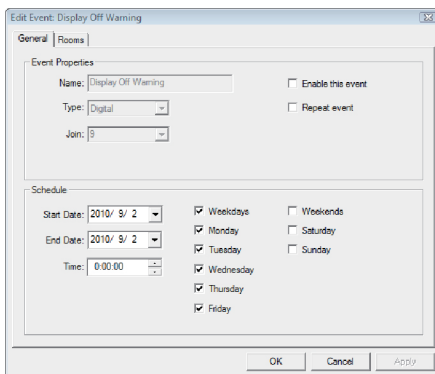 Edit Event: Display Off Warning
General Rooms
Event Properties
Name: Display Off Warning
Enable this event
Type: Digital
Repeat event
Join: 9
Schedule
Start Date: 2010/ 9/ 2
Weekdays
Weekends
End Date: 2010/ 9/ 2
Monday
Saturday
Tuesday
Sunday
Time: 0:00:00
Wednesday
Thursday
Friday
OK Cancel Apply